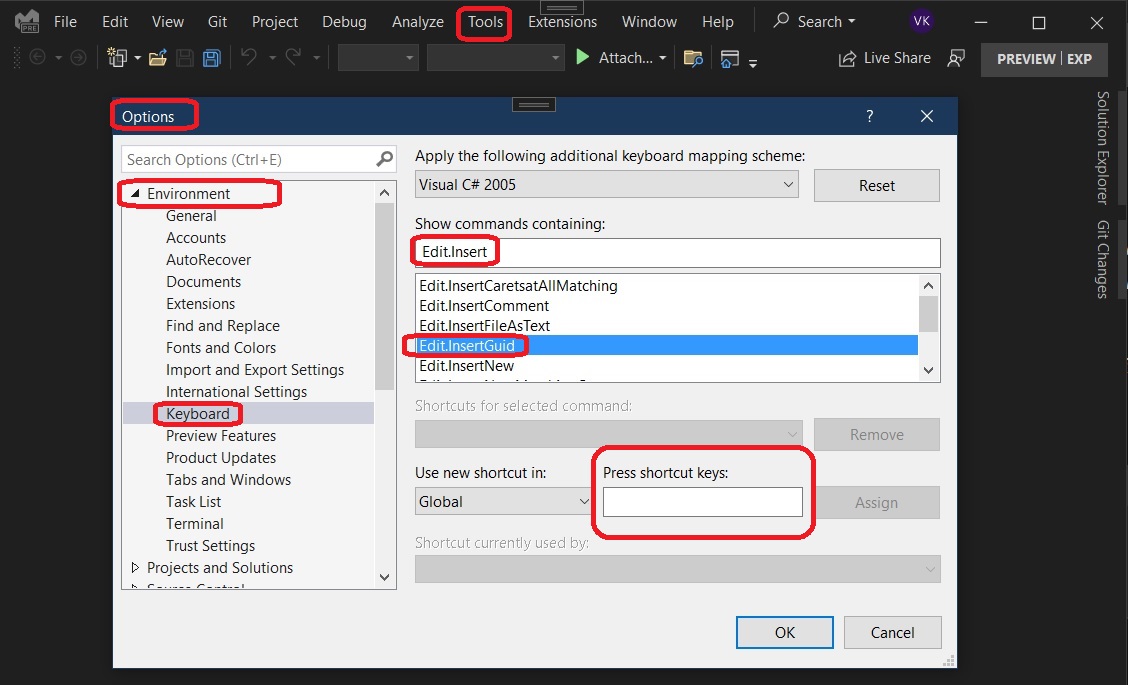 File Edit View Git Project Debug Analyze Tools Extensions Window Help Search VK
PRE
Attach... Live Share PREVIEW EXP
Solution Explorer
Git Changes
Options ?
Search Options (Ctrl+E)
Environment
General
Accounts
AutoRecover
Documents
Extensions
Find and Replace
Fonts and Colors
Import and Export Settings
International Settings
Keyboard
Preview Features
Product Updates
Tabs and Windows
Task List
Terminal
Trust Settings
Projects and Solutions
Source Control
Apply the following additional keyboard mapping scheme:
Visual C# 2005
Reset
Show commands containing:
Edit.Insert
Edit.InsertCaretsatAllMatching
Edit.InsertComment
Edit.InsertFileAsText
Edit.InsertGuid
Edit.InsertNew
Shortcuts for selected command:
Remove
Use new shortcut in:
Press shortcut keys:
Global
Assign
Shortcut currently used by:
OK
Cancel